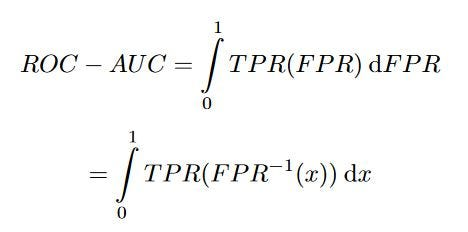 ROC − AUC = ∫₀¹ TPR(FPR) dFPR
= ∫₀¹ TPR(FPR⁻¹(x)) dx